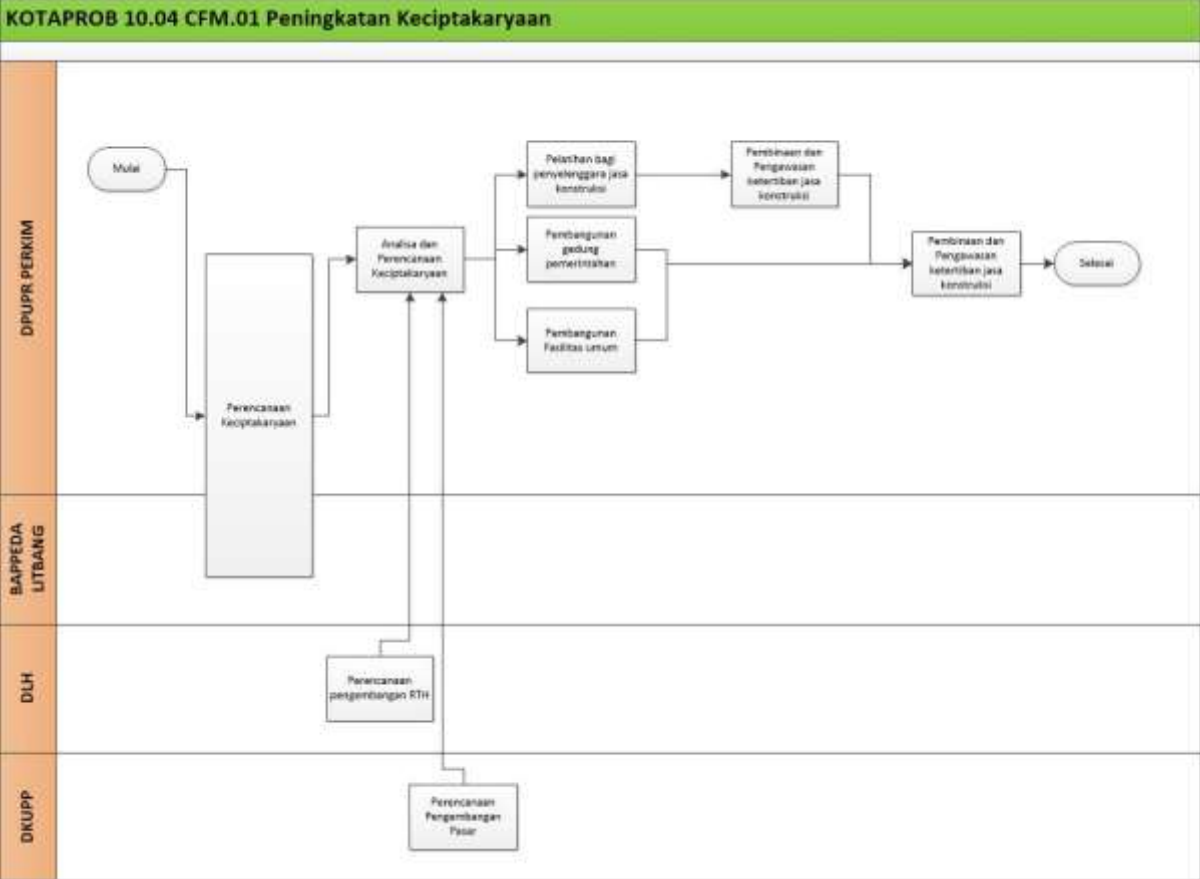 KOTAPROB 10.04 CFM.01 Peningkatan Keciptakaryaan
DPUPR PERKIM
Mulai
Perencanaan
Keciptakaryaan
Analisa dan
Perencanaan
Keciptakaryaan
Pelatihan bagi
penyelenggara jasa
konstruksi
Pembangunan
gedung
pemerintahan
Pembangunan
Fasilitas umum
Pembinaan dan
Pengawasan
ketertiban jasa
konstruksi
Pembinaan dan
Pengawasan
ketertiban jasa
konstruksi
Selesai
BAPPEDA
LITBANG
DLH
Perencanaan
pengembangan RTH
DKUPP
Perencanaan
Pengembangan
Pasar